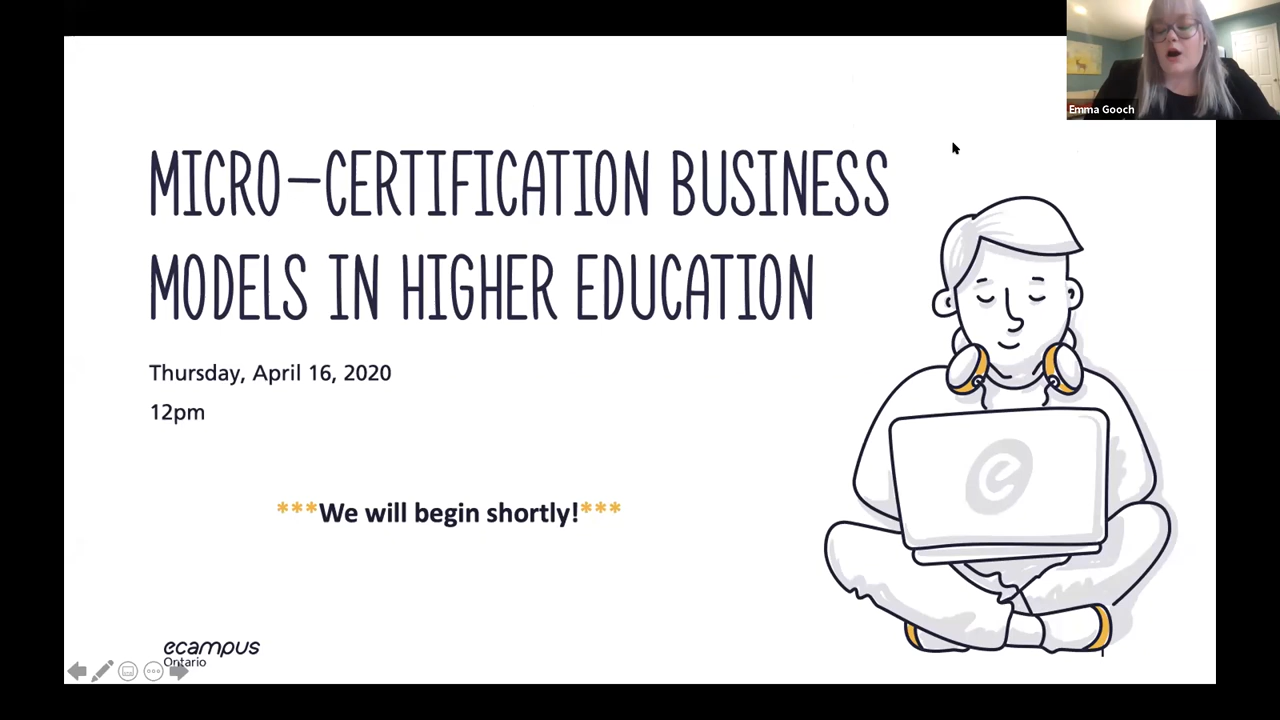 Emma Gooch
MICRO-CERTIFICATION BUSINESS
MODELS IN HIGHER EDUCATION
Thursday, April 16, 2020
12pm
***We will begin shortly!***
e
ecampus
Ontario